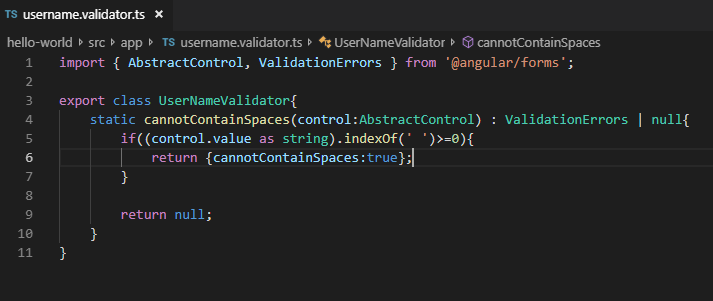 TS username.validator.ts ×
hello-world > src > app > TS username.validator.ts > UserNameValidator > cannotContainSpaces
1 import { AbstractControl, ValidationErrors } from '@angular/forms';
2
3 export class UserNameValidator{
4 static cannotContainSpaces(control:AbstractControl) : ValidationErrors | null{
5 if((control.value as string).indexOf(' ')>=0){
6 return {cannotContainSpaces:true};
7 }
8
9 return null;
10 }
11 }